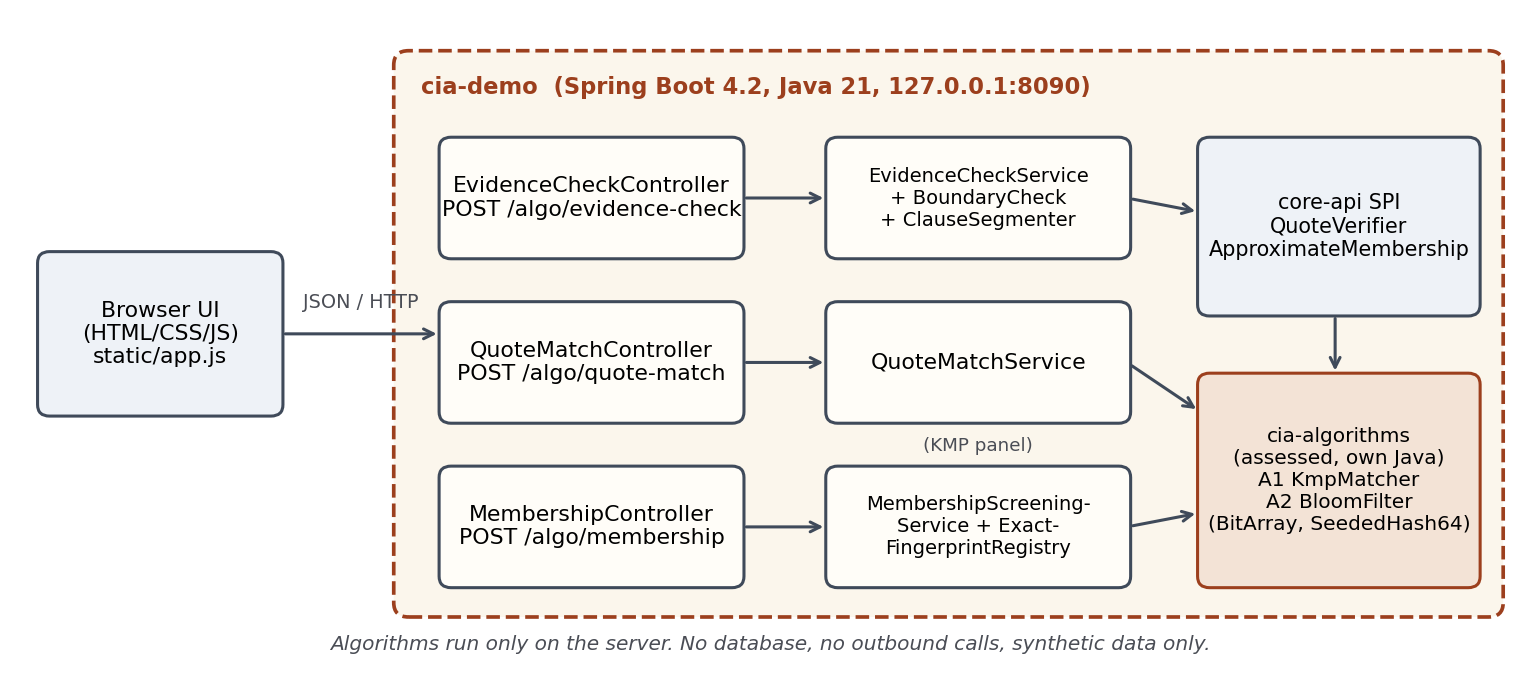 cia-demo  (Spring Boot 4.2, Java 21, 127.0.0.1:8090)
Browser UI
(HTML/CSS/JS)
static/app.js
JSON / HTTP
EvidenceCheckController
POST /algo/evidence-check
EvidenceCheckService
+ BoundaryCheck
+ ClauseSegmenter
core-api SPI
QuoteVerifier
ApproximateMembership
QuoteMatchController
POST /algo/quote-match
QuoteMatchService
(KMP panel)
MembershipController
POST /algo/membership
MembershipScreening-
Service + Exact-
FingerprintRegistry
cia-algorithms
(assessed, own Java)
A1 KmpMatcher
A2 BloomFilter
(BitArray, SeededHash64)
Algorithms run only on the server. No database, no outbound calls, synthetic data only.